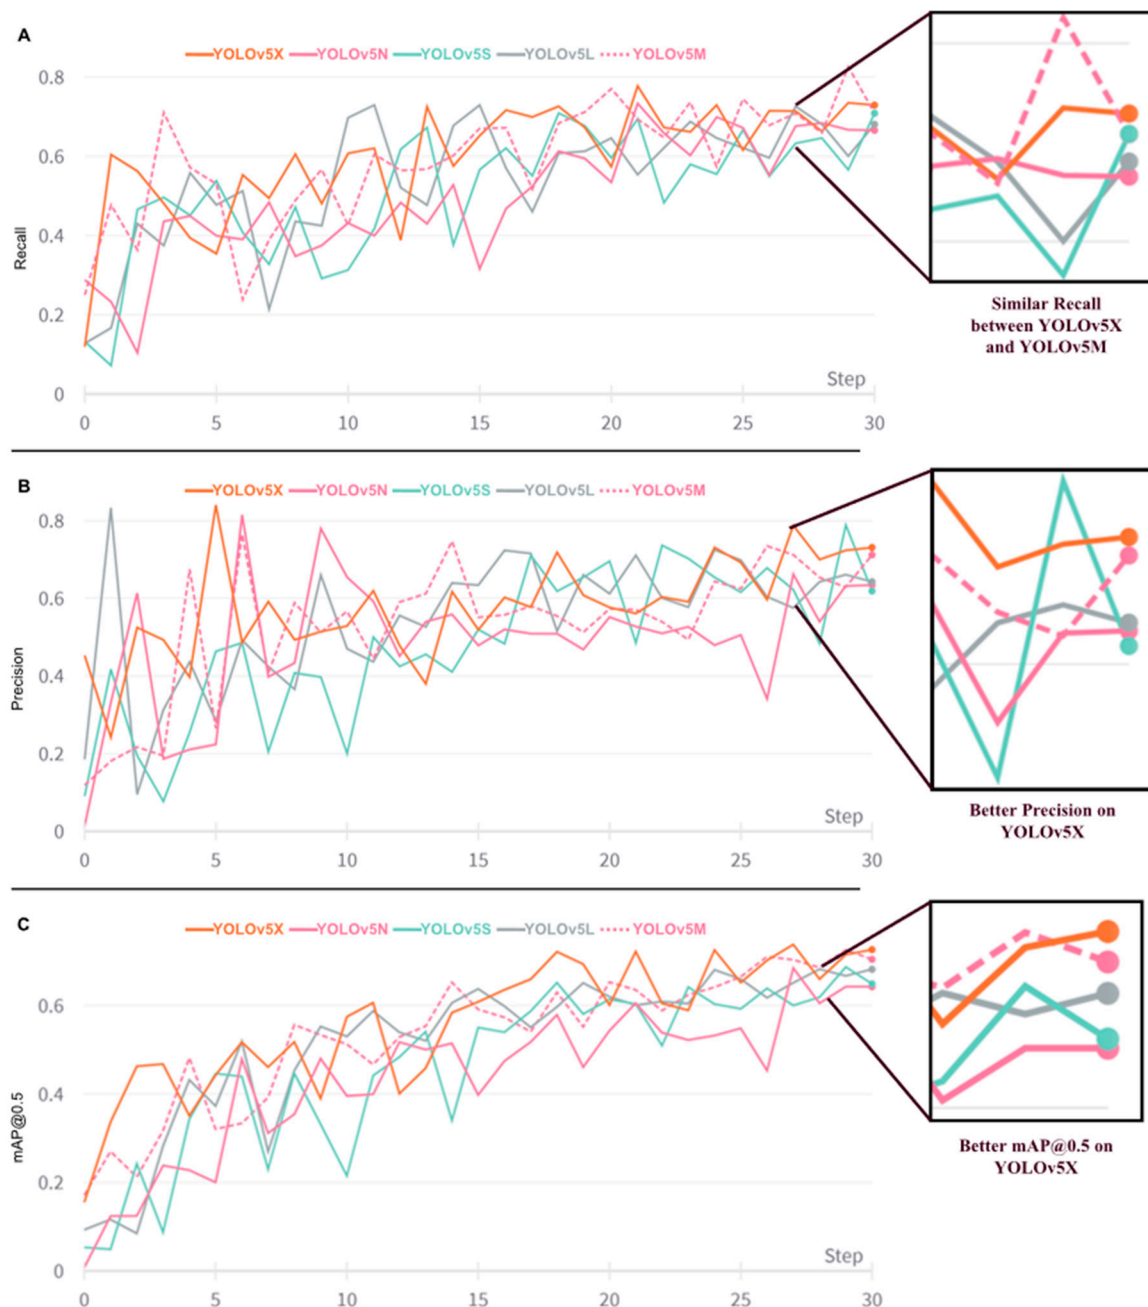 A
YOLOv5X YOLOv5N YOLOv5S YOLOv5L YOLOv5M
0.8
0.6
0.4
0.2
0
Recall
Step
0 5 10 15 20 25 30
Similar Recall
between YOLOv5X
and YOLOv5M
B
YOLOv5X YOLOv5N YOLOv5S YOLOv5L YOLOv5M
0.8
0.6
0.4
0.2
0
Precision
Step
0 5 10 15 20 25 30
Better Precision on
YOLOv5X
C
YOLOv5X YOLOv5N YOLOv5S YOLOv5L YOLOv5M
0.6
0.4
0.2
0
mAP@0.5
Step
0 5 10 15 20 25 30
Better mAP@0.5 on
YOLOv5X